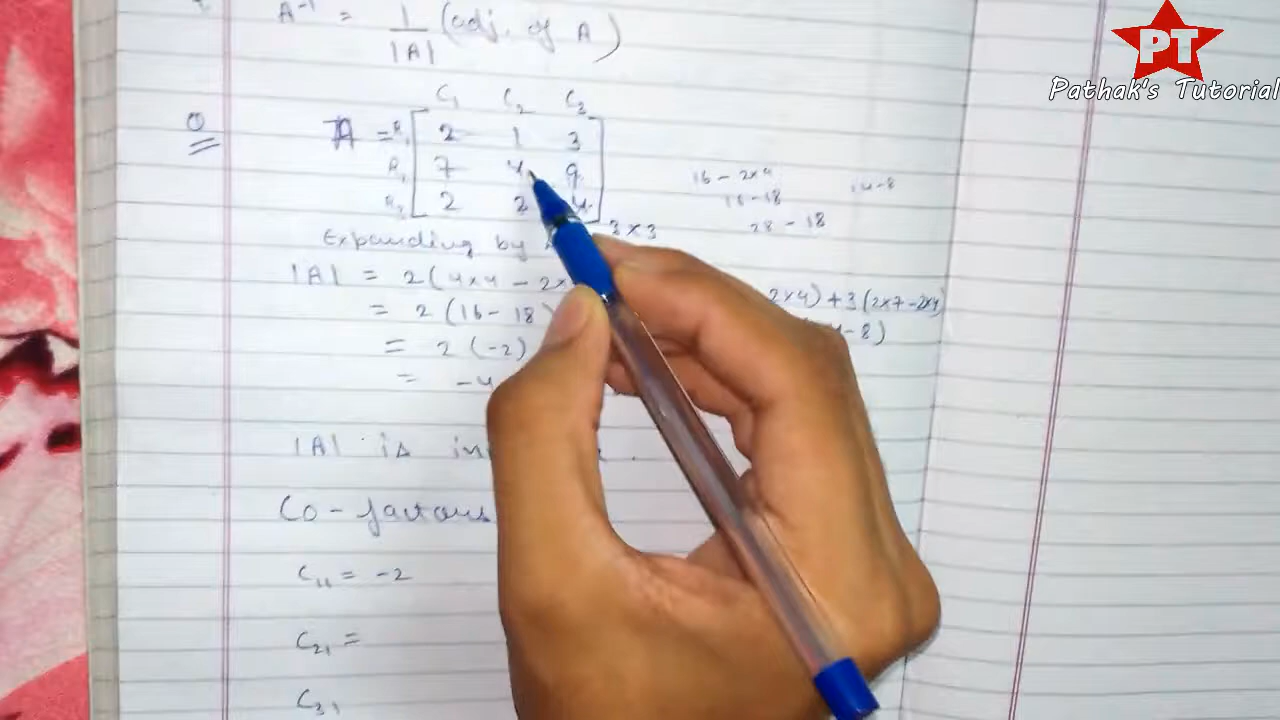 A⁻¹ = 1/|A| (adj. of A)
PT
Pathak's Tutorial
C₁ C₂ C₃
Q A = R₁ [ 2 1 3
R₂ 7 4 9
R₃ 2 2 4 ] 3×3
16 - 2×4
16-18
28 - 18
14-8
Expanding by
|A| = 2(4×4 - 2× 2×4) + 3(2×7-2×4)
= 2(16-18) -8)
= 2(-2)
= -4
|A| is
Co-factors
C₁₁ = -2
C₂₁ =
C₃₁